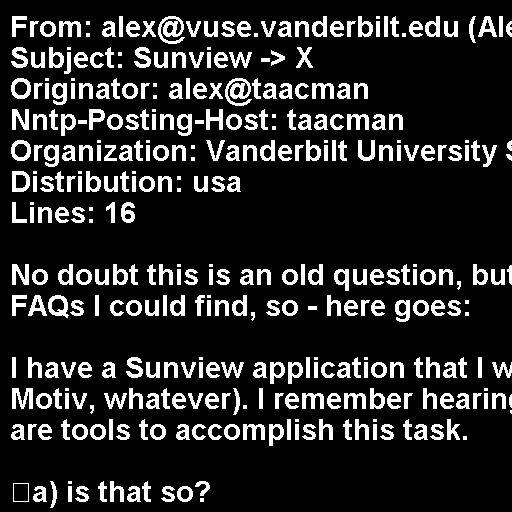 From: alex@vuse.vanderbilt.edu
Subject: Sunview -> X
Originator: alex@taacman
Nntp-Posting-Host: taacman
Organization: Vanderbilt University
Distribution: usa
Lines: 16
No doubt this is an old question, but
FAQs I could find, so - here goes:
I have a Sunview application that I
Motiv, whatever). I remember hearing
are tools to accomplish this task.
a) is that so?